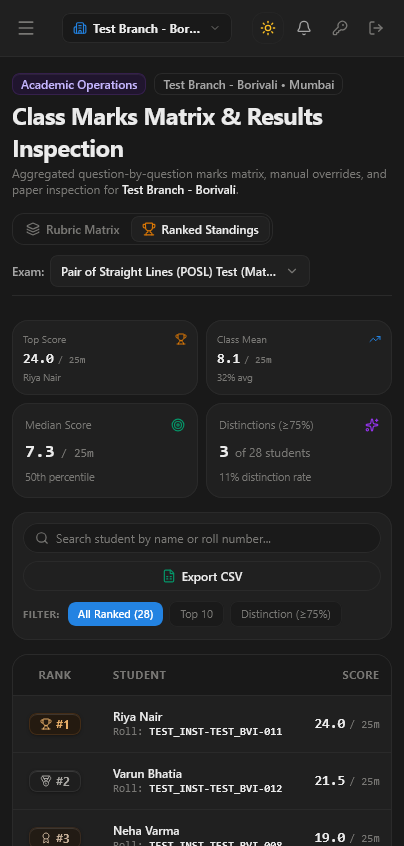 Test Branch - Bor...
Academic Operations
Test Branch - Borivali • Mumbai
Class Marks Matrix & Results
Inspection
Aggregated question-by-question marks matrix, manual overrides, and
paper inspection for Test Branch - Borivali.
Rubric Matrix
Ranked Standings
Exam:
Pair of Straight Lines (POSL) Test (Mat...
Top Score
24.0 / 25m
Riya Nair
Class Mean
8.1 / 25m
32% avg
Median Score
7.3 / 25m
50th percentile
Distinctions (≥75%)
3 of 28 students
11% distinction rate
Search student by name or roll number...
Export CSV
FILTER:
All Ranked (28)
Top 10
Distinction (≥75%)
RANK STUDENT SCORE
#1
Riya Nair
Roll: TEST_INST-TEST_BVI-011
24.0 / 25m
#2
Varun Bhatia
Roll: TEST_INST-TEST_BVI-012
21.5 / 25m
#3
Neha Varma
Roll: TEST_INST-TEST_BVI-008
19.0 / 25m